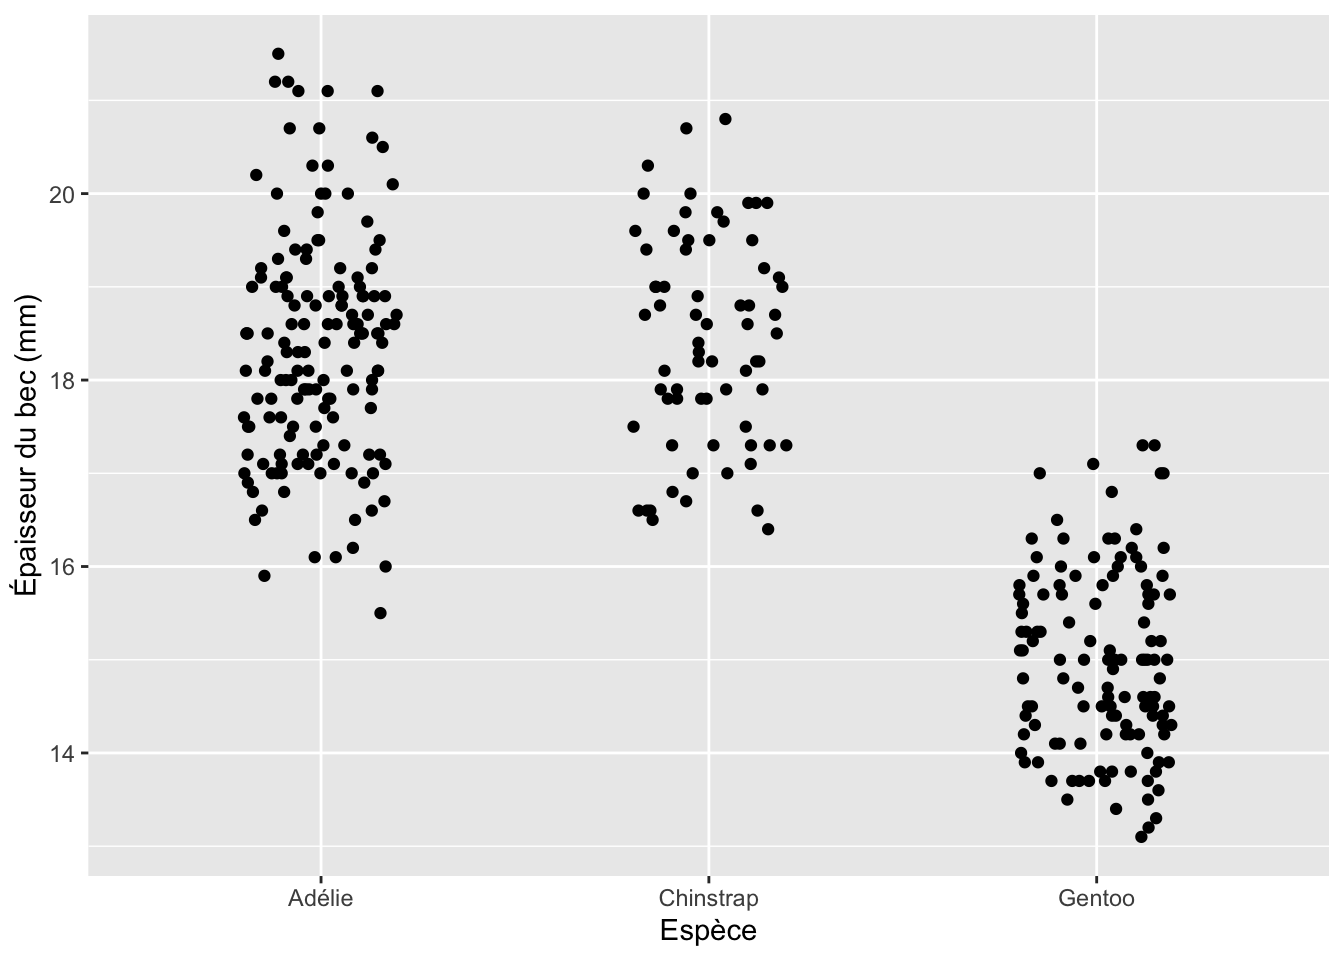 Épaisseur du bec (mm)
20
18
16
14
Adélie
Chinstrap
Gentoo
Espèce